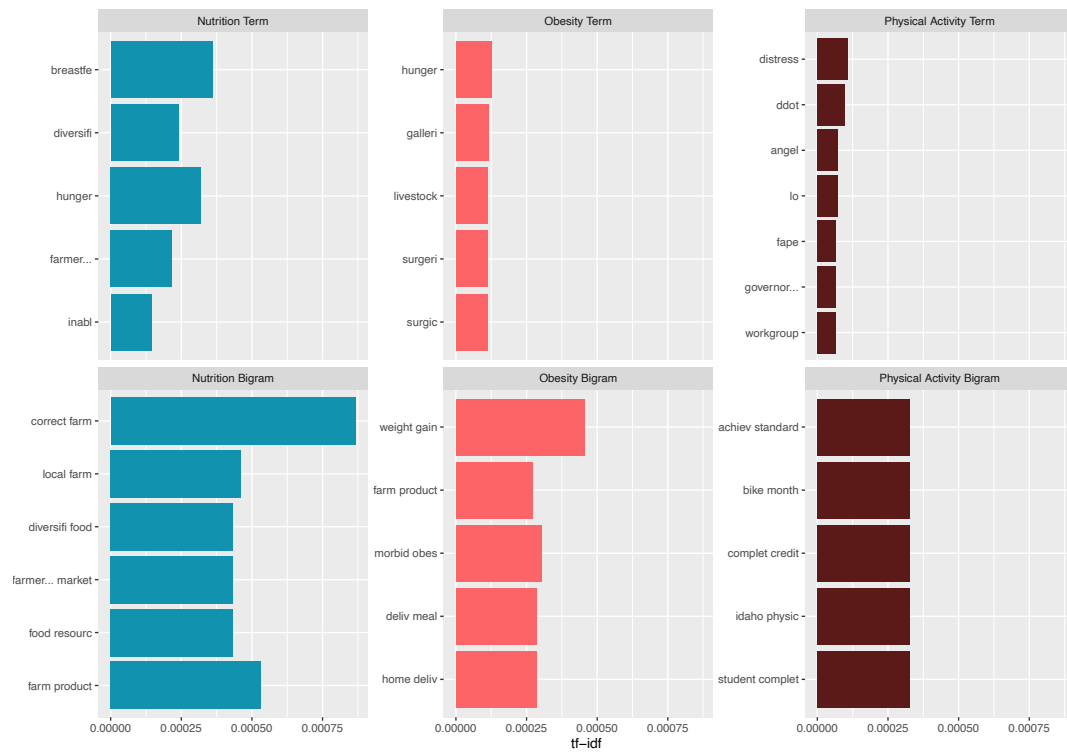 Nutrition Term
breastfe
diversifi
hunger
farmer...
inabl
Obesity Term
hunger
galleri
livestock
surgeri
surgic
Physical Activity Term
distress
ddot
angel
lo
fape
governor...
workgroup
Nutrition Bigram
correct farm
local farm
diversifi food
farmer... market
food resourc
farm product
0.00000 0.00025 0.00050 0.00075
Obesity Bigram
weight gain
farm product
morbid obes
deliv meal
home deliv
0.00000 0.00025 0.00050 0.00075
Physical Activity Bigram
achiev standard
bike month
complet credit
idaho physic
student complet
0.00000 0.00025 0.00050 0.00075
tf−idf